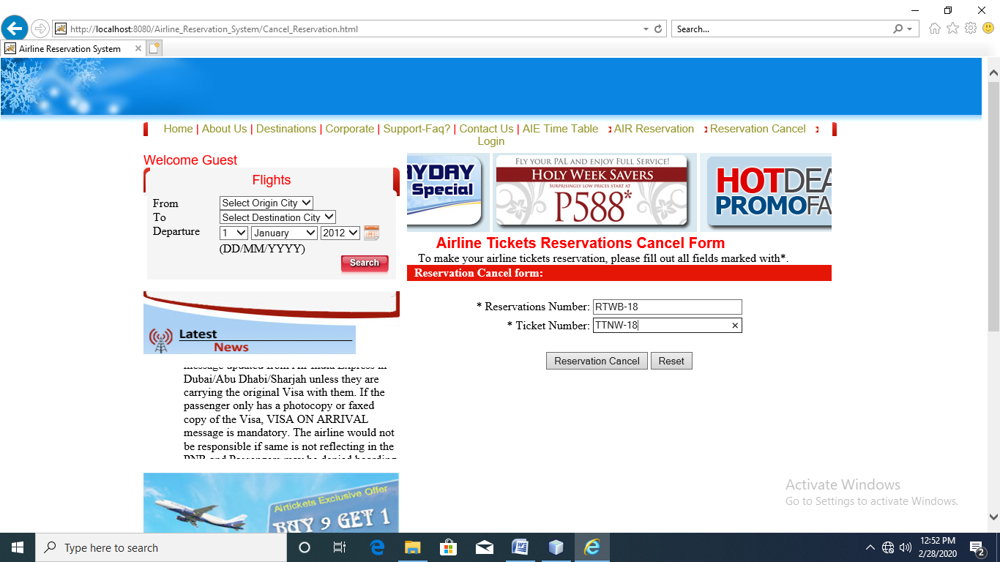 http://localhost:8080/Airline_Reservation_System/Cancel_Reservation.html
Search...
Airline Reservation System
Home | About Us | Destinations | Corporate | Support-Faq? | Contact Us | AIE Time Table AIR Reservation Reservation Cancel
Login
Welcome Guest
Flights
From
Select Origin City
To
Select Destination City
Departure
1 January 2012
(DD/MM/YYYY)
Search
Latest
News
message updated from Air India Express in
Dubai/Abu Dhabi/Sharjah unless they are
carrying the original Visa with them. If the
passenger only has a photocopy or faxed
copy of the Visa, VISA ON ARRIVAL
message is mandatory. The airline would not
be responsible if same is not reflecting in the
PNR and Passengers may be denied boarding
Airtickets Exclusive Offer
BUY 9 GET 1
AYDAY
Special
FLY YOUR PAL AND ENJOY FULL SERVICE!
HOLY WEEK SAVERS
SURPRISINGLY LOW PRICES START AT
P588*
HOTDEA
PROMOFA
Airline Tickets Reservations Cancel Form
To make your airline tickets reservation, please fill out all fields marked with*.
Reservation Cancel form:
* Reservations Number: RTWB-18
* Ticket Number: TTNW-18
Reservation Cancel Reset
Activate Windows
Go to Settings to activate Windows.
Type here to search
12:52 PM
2/28/2020
2